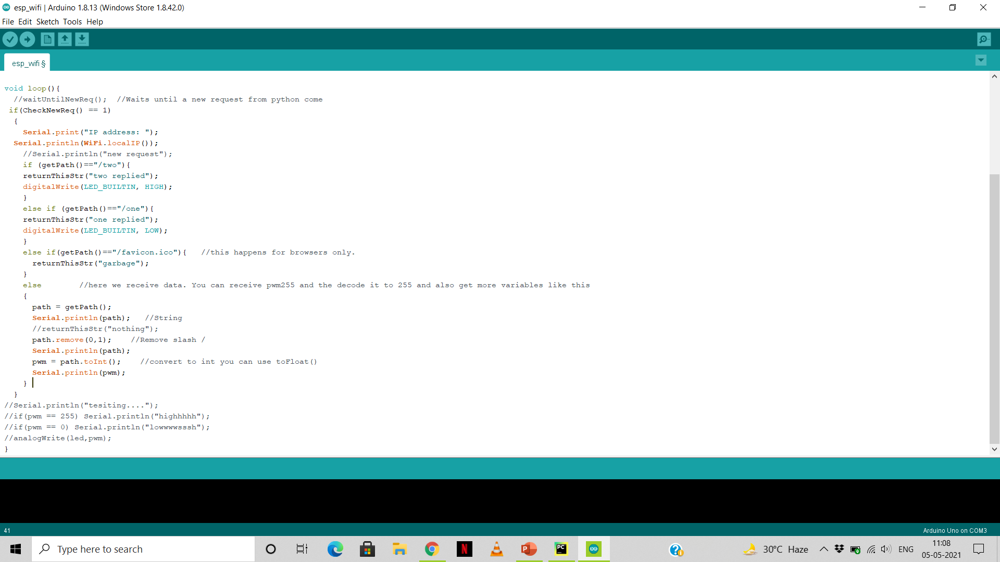 esp_wifi | Arduino 1.8.13 (Windows Store 1.8.42.0)
File Edit Sketch Tools Help
esp_wifi §
void loop(){
//waitUntilNewReq();  //Waits until a new request from python come
if(CheckNewReq() == 1)
{
Serial.print("IP address: ");
Serial.println(WiFi.localIP());
//Serial.println("new request");
if (getPath()=="/two"){
returnThisStr("two replied");
digitalWrite(LED_BUILTIN, HIGH);
}
else if (getPath()=="/one"){
returnThisStr("one replied");
digitalWrite(LED_BUILTIN, LOW);
}
else if(getPath()=="/favicon.ico"){   //this happens for browsers only.
returnThisStr("garbage");
}
else        //here we receive data. You can receive pwm255 and the decode it to 255 and also get more variables like this
{
path = getPath();
Serial.println(path);   //String
//returnThisStr("nothing");
path.remove(0,1);    //Remove slash /
Serial.println(path);
pwm = path.toInt();    //convert to int you can use toFloat()
Serial.println(pwm);
}
}
//Serial.println("tesiting....");
//if(pwm == 255) Serial.println("highhhhh");
//if(pwm == 0) Serial.println("lowwwwsssh");
//analogWrite(led,pwm);
}
41
Arduino Uno on COM3
Type here to search
N
P
PC
30°C Haze
ENG
11:08
05-05-2021